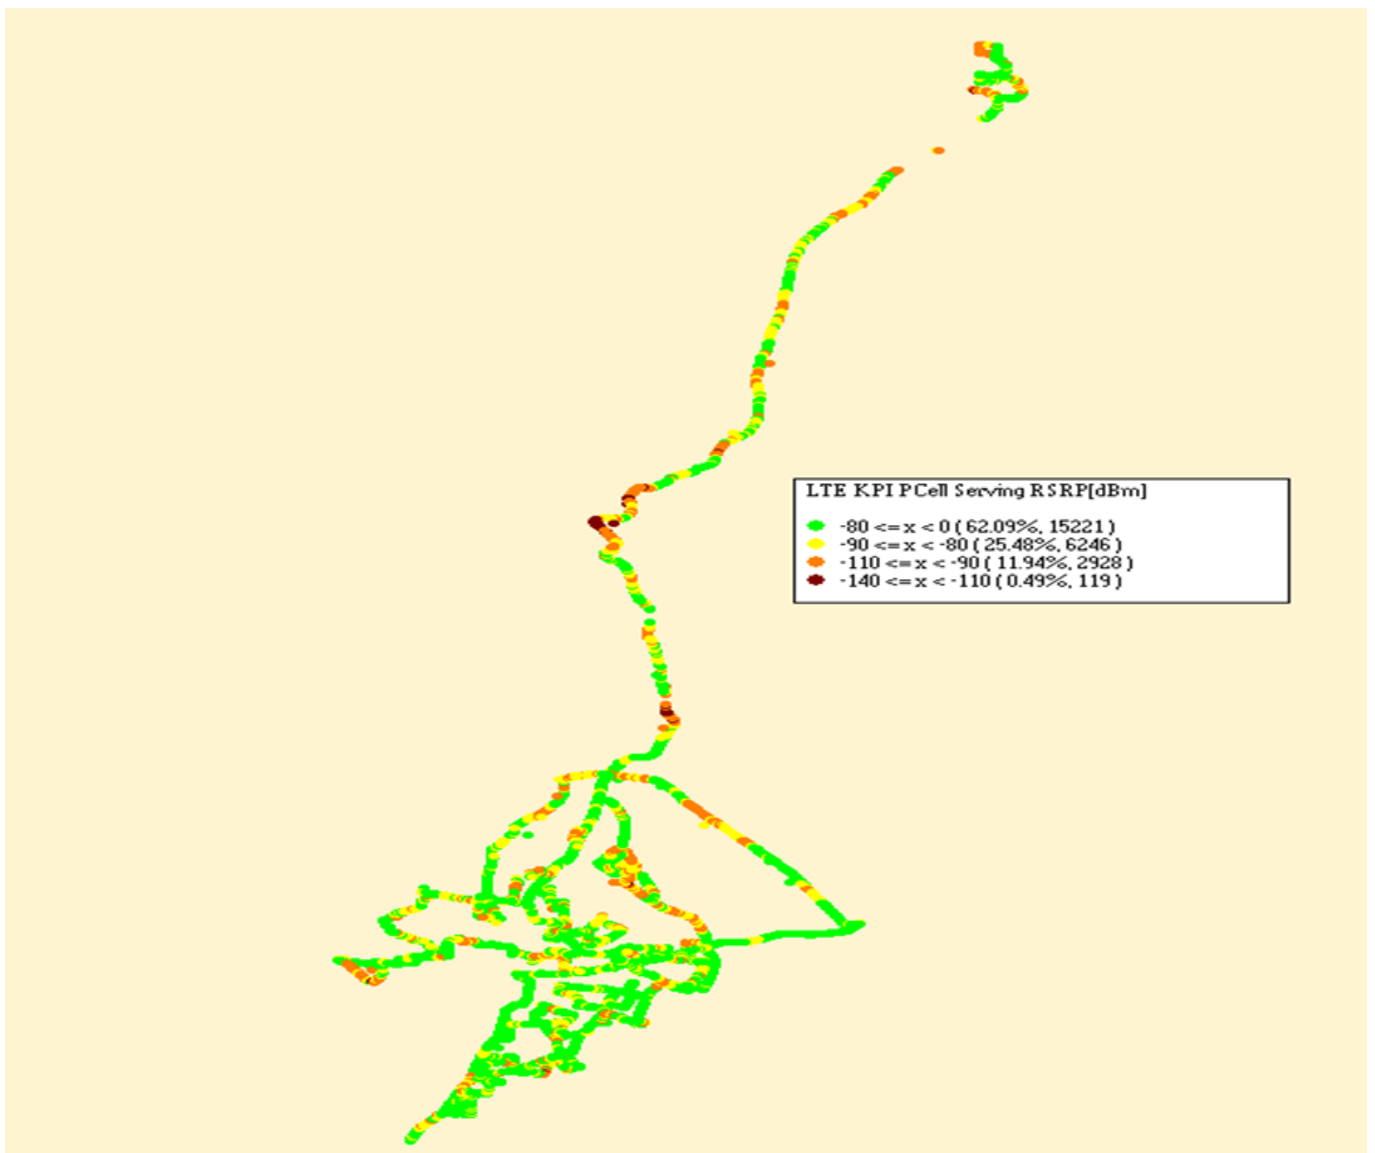 LTE KPI PCell Serving RSRP[dBm]
-80 <= x < 0 ( 62.09%, 15221 )
-90 <= x < -80 ( 25.48%, 6246 )
-110 <= x < -90 ( 11.94%, 2928 )
-140 <= x < -110 ( 0.49%, 119 )